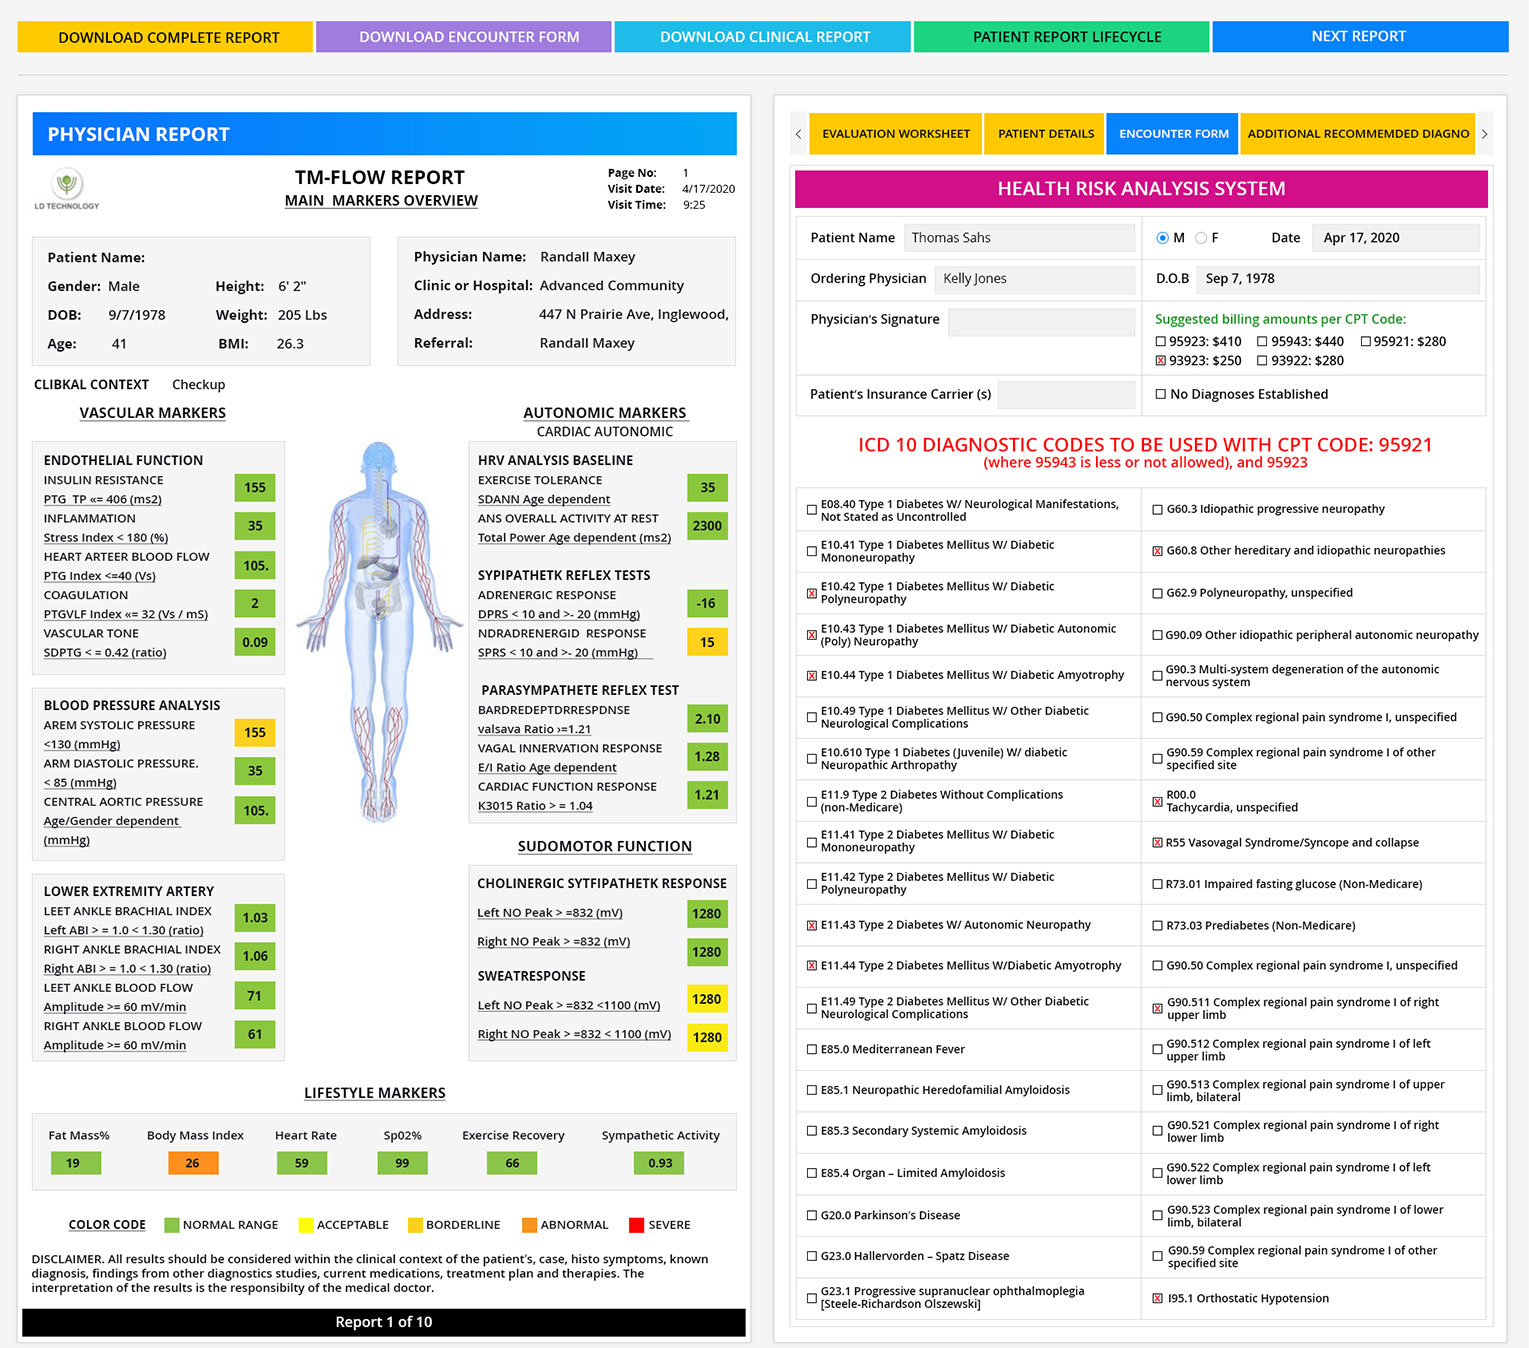 DOWNLOAD COMPLETE REPORT
DOWNLOAD ENCOUNTER FORM
DOWNLOAD CLINICAL REPORT
PATIENT REPORT LIFECYCLE
NEXT REPORT
PHYSICIAN REPORT
LD TECHNOLOGY
TM-FLOW REPORT
MAIN MARKERS OVERVIEW
Page No: 1
Visit Date: 4/17/2020
Visit Time: 9:25
Patient Name:
Gender: Male Height: 6' 2"
DOB: 9/7/1978 Weight: 205 Lbs
Age: 41 BMI: 26.3
Physician Name: Randall Maxey
Clinic or Hospital: Advanced Community
Address: 447 N Prairie Ave, Inglewood,
Referral: Randall Maxey
CLIBKAL CONTEXT Checkup
VASCULAR MARKERS
ENDOTHELIAL FUNCTION
INSULIN RESISTANCE
PTG TP «= 406 (ms2) 155
INFLAMMATION
Stress Index < 180 (%) 35
HEART ARTEER BLOOD FLOW
PTG Index <=40 (Vs) 105.
COAGULATION
PTGVLF Index «= 32 (Vs / mS) 2
VASCULAR TONE
SDPTG < = 0.42 (ratio) 0.09
BLOOD PRESSURE ANALYSIS
AREM SYSTOLIC PRESSURE
<130 (mmHg) 155
ARM DIASTOLIC PRESSURE.
< 85 (mmHg) 35
CENTRAL AORTIC PRESSURE
Age/Gender dependent 105.
(mmHg)
LOWER EXTREMITY ARTERY
LEET ANKLE BRACHIAL INDEX
Left ABI > = 1.0 < 1.30 (ratio) 1.03
RIGHT ANKLE BRACHIAL INDEX
Right ABI > = 1.0 < 1.30 (ratio) 1.06
LEET ANKLE BLOOD FLOW
Amplitude >= 60 mV/min 71
RIGHT ANKLE BLOOD FLOW
Amplitude >= 60 mV/min 61
AUTONOMIC MARKERS
CARDIAC AUTONOMIC
HRV ANALYSIS BASELINE
EXERCISE TOLERANCE
SDANN Age dependent 35
ANS OVERALL ACTIVITY AT REST
Total Power Age dependent (ms2) 2300
SYPIPATHETK REFLEX TESTS
ADRENERGIC RESPONSE
DPRS < 10 and >- 20 (mmHg) -16
NDRADRENERGID RESPONSE
SPRS < 10 and >- 20 (mmHg) 15
PARASYMPATHETE REFLEX TEST
BARDREDEPTDRRESPDNSE
valsava Ratio ›=1.21 2.10
VAGAL INNERVATION RESPONSE
E/I Ratio Age dependent 1.28
CARDIAC FUNCTION RESPONSE
K3015 Ratio > = 1.04 1.21
SUDOMOTOR FUNCTION
CHOLINERGIC SYTFIPATHETK RESPONSE
Left NO Peak > =832 (mV) 1280
Right NO Peak > =832 (mV) 1280
SWEATRESPONSE
Left NO Peak > =832 <1100 (mV) 1280
Right NO Peak > =832 < 1100 (mV) 1280
LIFESTYLE MARKERS
Fat Mass% Body Mass Index Heart Rate Sp02% Exercise Recovery Sympathetic Activity
19 26 59 99 66 0.93
COLOR CODE NORMAL RANGE ACCEPTABLE BORDERLINE ABNORMAL SEVERE
DISCLAIMER. All results should be considered within the clinical context of the patient's, case, histo symptoms, known
diagnosis, findings from other diagnostics studies, current medications, treatment plan and therapies. The
interpretation of the results is the responsibilty of the medical doctor.
Report 1 of 10
< EVALUATION WORKSHEET PATIENT DETAILS ENCOUNTER FORM ADDITIONAL RECOMMEMDED DIAGNO >
HEALTH RISK ANALYSIS SYSTEM
Patient Name Thomas Sahs M F Date Apr 17, 2020
Ordering Physician Kelly Jones D.O.B Sep 7, 1978
Physician's Signature
Suggested billing amounts per CPT Code:
95923: $410 95943: $440 95921: $280
93923: $250 93922: $280
Patient's Insurance Carrier (s) No Diagnoses Established
ICD 10 DIAGNOSTIC CODES TO BE USED WITH CPT CODE: 95921
(where 95943 is less or not allowed), and 95923
E08.40 Type 1 Diabetes W/ Neurological Manifestations,
Not Stated as Uncontrolled
E10.41 Type 1 Diabetes Mellitus W/ Diabetic
Mononeuropathy
E10.42 Type 1 Diabetes Mellitus W/ Diabetic
Polyneuropathy
E10.43 Type 1 Diabetes Mellitus W/ Diabetic Autonomic
(Poly) Neuropathy
E10.44 Type 1 Diabetes Mellitus W/ Diabetic Amyotrophy
E10.49 Type 1 Diabetes Mellitus W/ Other Diabetic
Neurological Complications
E10.610 Type 1 Diabetes (Juvenile) W/ diabetic
Neuropathic Arthropathy
E11.9 Type 2 Diabetes Without Complications
(non-Medicare)
E11.41 Type 2 Diabetes Mellitus W/ Diabetic
Mononeuropathy
E11.42 Type 2 Diabetes Mellitus W/ Diabetic
Polyneuropathy
E11.43 Type 2 Diabetes W/ Autonomic Neuropathy
E11.44 Type 2 Diabetes Mellitus W/Diabetic Amyotrophy
E11.49 Type 2 Diabetes Mellitus W/ Other Diabetic
Neurological Complications
E85.0 Mediterranean Fever
E85.1 Neuropathic Heredofamilial Amyloidosis
E85.3 Secondary Systemic Amyloidosis
E85.4 Organ – Limited Amyloidosis
G20.0 Parkinson's Disease
G23.0 Hallervorden – Spatz Disease
G23.1 Progressive supranuclear ophthalmoplegia
[Steele-Richardson Olszewski]
G60.3 Idiopathic progressive neuropathy
G60.8 Other hereditary and idiopathic neuropathies
G62.9 Polyneuropathy, unspecified
G90.09 Other idiopathic peripheral autonomic neuropathy
G90.3 Multi-system degeneration of the autonomic
nervous system
G90.50 Complex regional pain syndrome I, unspecified
G90.59 Complex regional pain syndrome I of other
specified site
R00.0
Tachycardia, unspecified
R55 Vasovagal Syndrome/Syncope and collapse
R73.01 Impaired fasting glucose (Non-Medicare)
R73.03 Prediabetes (Non-Medicare)
G90.50 Complex regional pain syndrome I, unspecified
G90.511 Complex regional pain syndrome I of right
upper limb
G90.512 Complex regional pain syndrome I of left
upper limb
G90.513 Complex regional pain syndrome I of upper
limb, bilateral
G90.521 Complex regional pain syndrome I of right
lower limb
G90.522 Complex regional pain syndrome I of left
lower limb
G90.523 Complex regional pain syndrome I of lower
limb, bilateral
G90.59 Complex regional pain syndrome I of other
specified site
I95.1 Orthostatic Hypotension